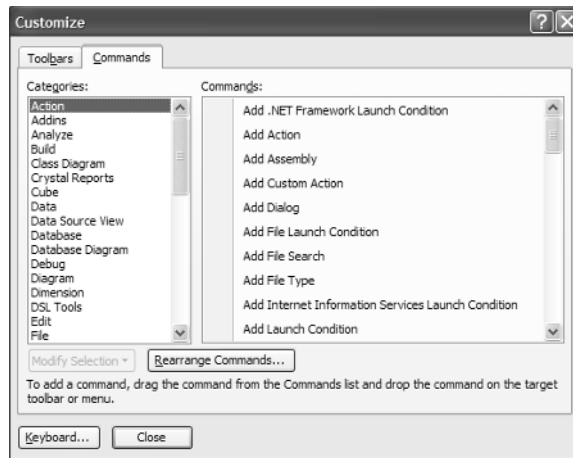 Customize
Toolbars
Commands
Categories:
Action
Addins
Analyze
Build
Class Diagram
Crystal Reports
Cube
Data
Data Source View
Database
Database Diagram
Debug
Diagram
Dimension
DSL Tools
Edit
File
Commands:
Add .NET Framework Launch Condition
Add Action
Add Assembly
Add Custom Action
Add Dialog
Add File Launch Condition
Add File Search
Add File Type
Add Internet Information Services Launch Condition
Add Launch Condition
Modify Selection
Rearrange Commands...
To add a command, drag the command from the Commands list and drop the command on the target
toolbar or menu.
Keyboard...
Close